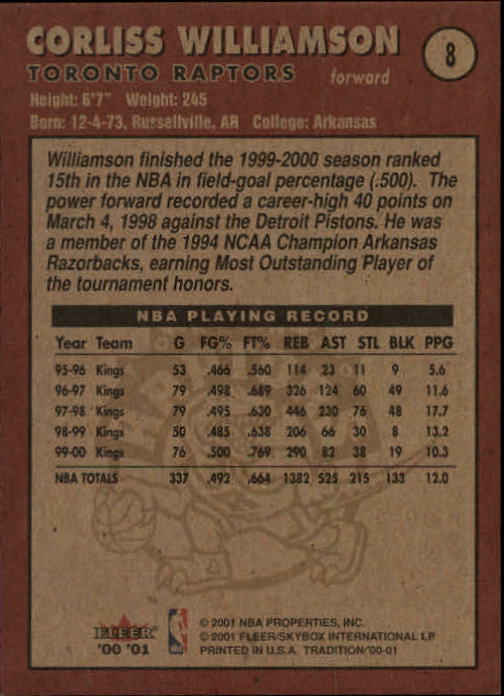 CORLISS WILLIAMSON 8
TORONTO RAPTORS forward
Height: 6'7" Weight: 245
Born: 12-4-73, Russellville, AR College: Arkansas
Williamson finished the 1999-2000 season ranked
15th in the NBA in field-goal percentage (.500). The
power forward recorded a career-high 40 points on
March 4, 1998 against the Detroit Pistons. He was
a member of the 1994 NCAA Champion Arkansas
Razorbacks, earning Most Outstanding Player of
the tournament honors.
NBA PLAYING RECORD
Year Team G FG% FT% REB AST STL BLK PPG
95-96 Kings 53 .466 .560 114 23 11 9 5.6
96-97 Kings 79 .498 .689 326 124 60 49 11.6
97-98 Kings 79 .495 .630 446 230 76 48 17.7
98-99 Kings 50 .485 .638 206 66 30 8 13.2
99-00 Kings 76 .500 .769 290 82 38 19 10.3
NBA TOTALS 337 .492 .664 1382 525 215 133 12.0
FLEER
'00 '01
© 2001 NBA PROPERTIES, INC.
© 2001 FLEER/SKYBOX INTERNATIONAL LP
PRINTED IN U.S.A. TRADITION/'00-01